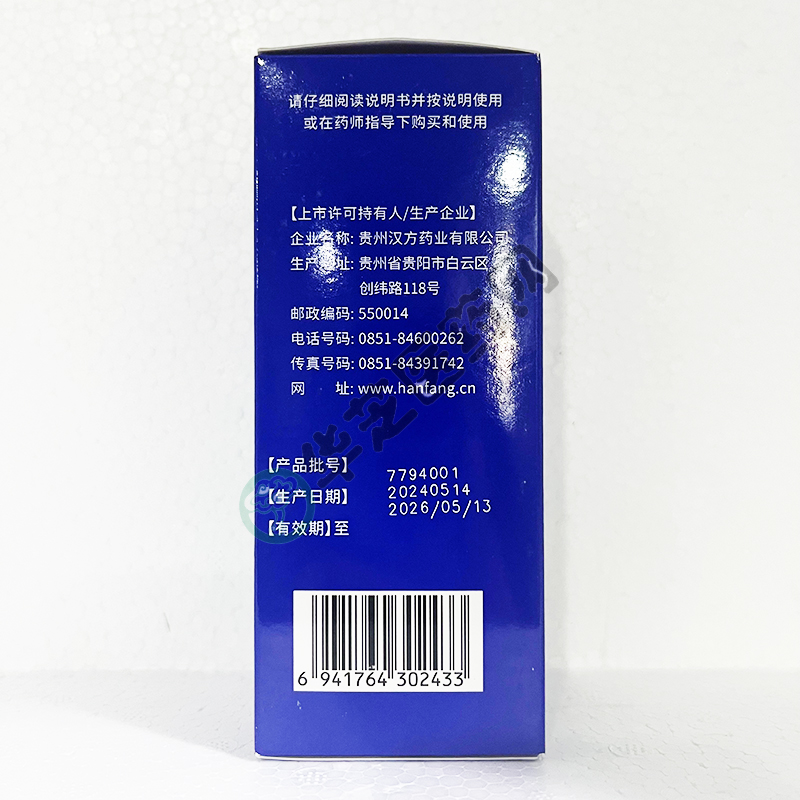 请仔细阅读说明书并按说明使用
或在药师指导下购买和使用
【上市许可持有人/生产企业】
企业名称: 贵州汉方药业有限公司
生产地址: 贵州省贵阳市白云区
创纬路118号
邮政编码: 550014
电话号码: 0851-84600262
传真号码: 0851-84391742
网 址: www.hanfang.cn
【产品批号】 7794001
【生产日期】 20240514
【有效期】至 2026/05/13
6 941764 302433
华芝医药网